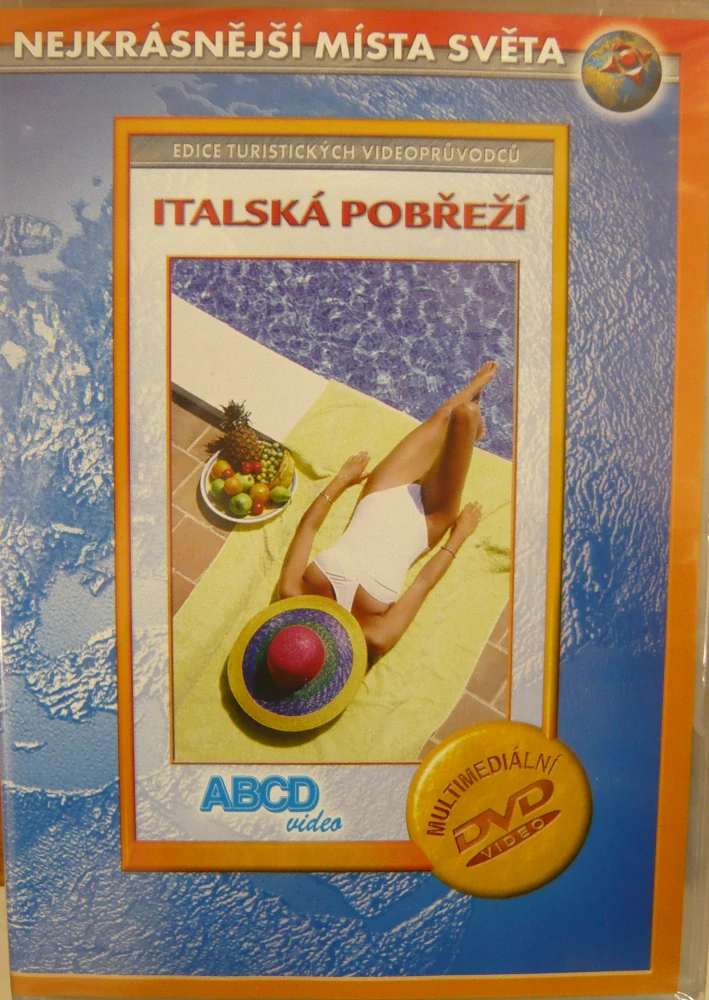 NEJKRÁSNĚJŠÍ MÍSTA SVĚTA
EDICE TURISTICKÝCH VIDEOPRŮVODCŮ
ITALSKÁ POBŘEŽÍ
ABCD
video
MULTIMEDIÁLNÍ
DVD
VIDEO